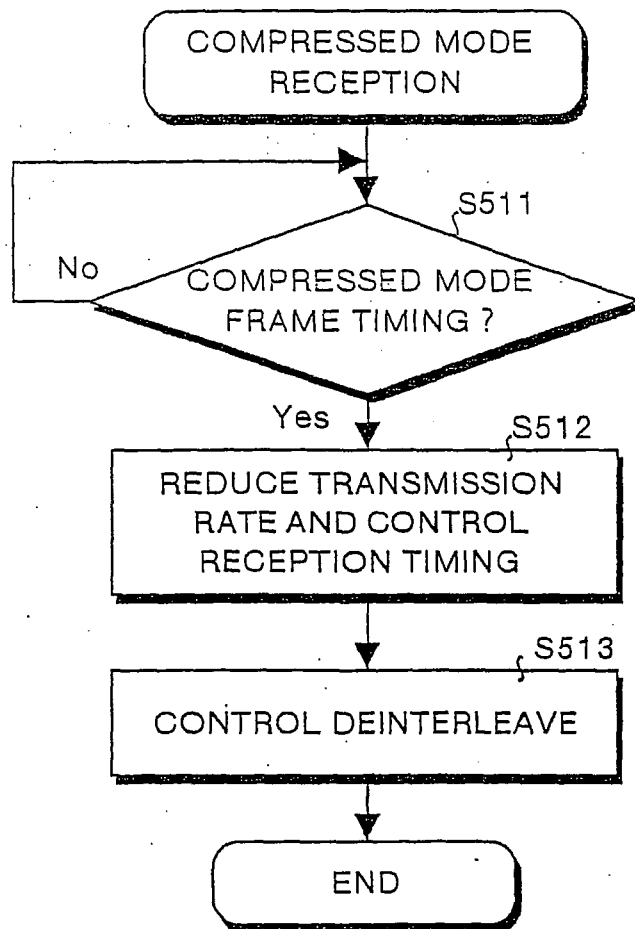 COMPRESSED MODE
RECEPTION
S511
No
COMPRESSED MODE
FRAME TIMING ?
Yes
S512
REDUCE TRANSMISSION
RATE AND CONTROL
RECEPTION TIMING
S513
CONTROL DEINTERLEAVE
END